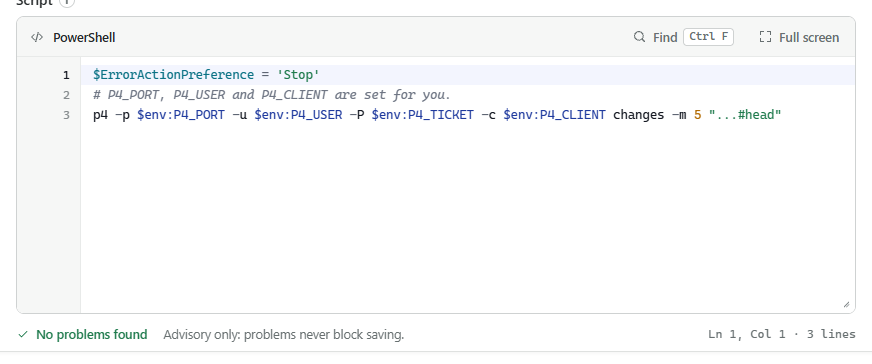 Script
PowerShell
Find Ctrl F
Full screen
1 $ErrorActionPreference = 'Stop'
2 # P4_PORT, P4_USER and P4_CLIENT are set for you.
3 p4 -p $env:P4_PORT -u $env:P4_USER -P $env:P4_TICKET -c $env:P4_CLIENT changes -m 5 "...#head"
No problems found
Advisory only: problems never block saving.
Ln 1, Col 1 · 3 lines